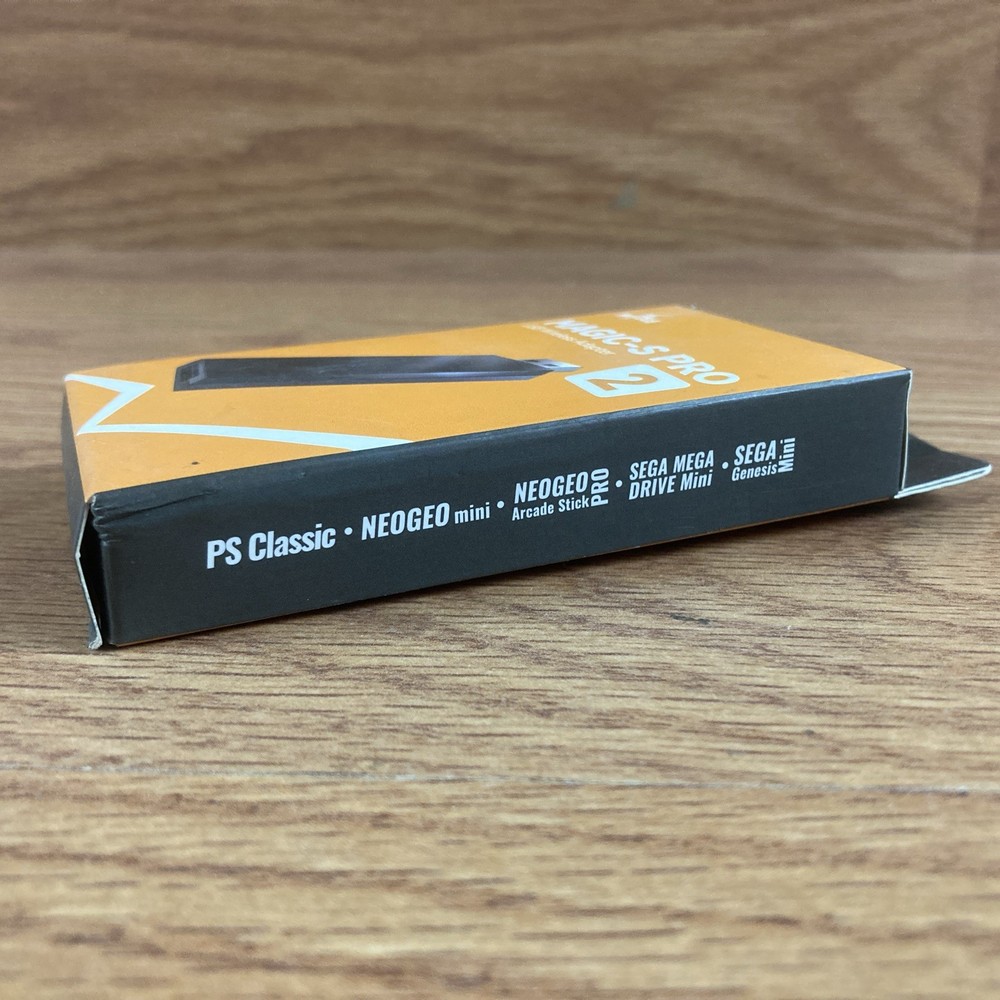 MAGIC-S PRO
2
PS Classic • NEOGEO mini • NEOGEO Arcade Stick PRO • SEGA MEGA DRIVE Mini • SEGA Genesis Mini